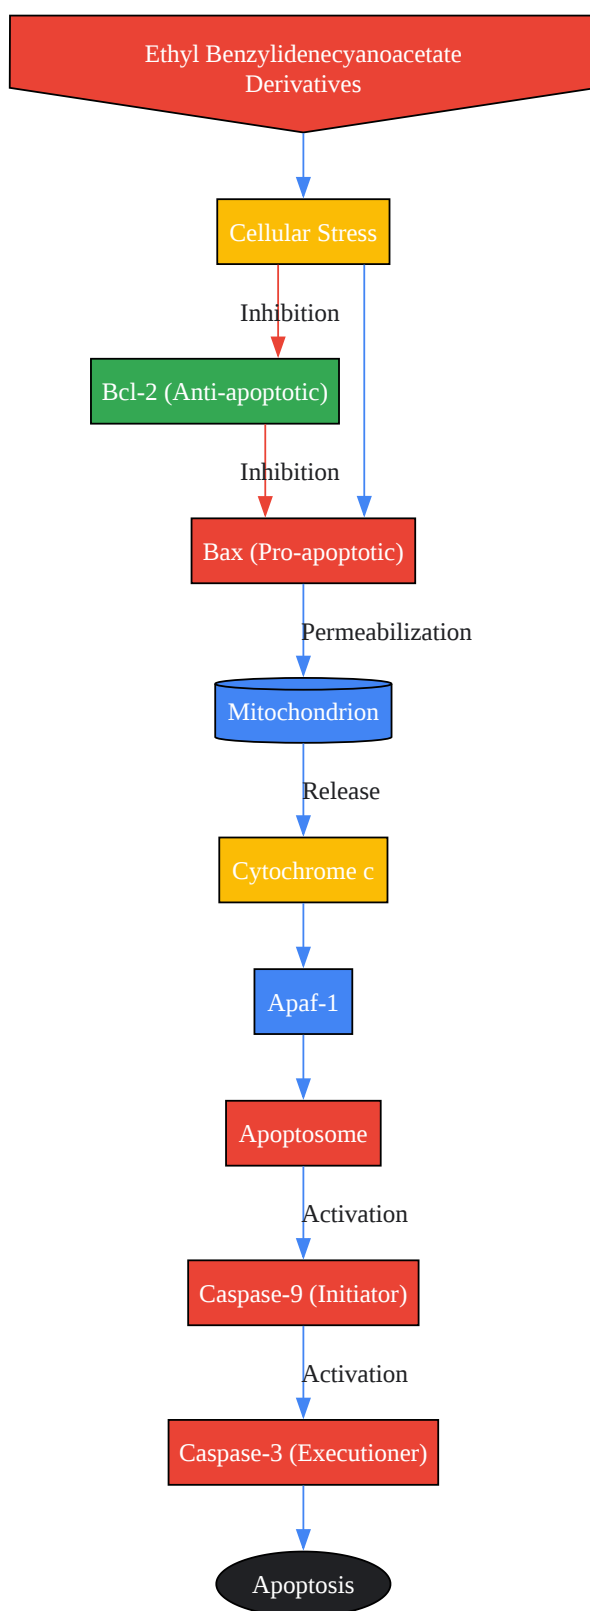 Ethyl Benzylidenecyanoacetate
Derivatives
Cellular Stress
Inhibition
Bcl-2 (Anti-apoptotic)
Inhibition
Bax (Pro-apoptotic)
Permeabilization
Mitochondrion
Release
Cytochrome c
Apaf-1
Apoptosome
Activation
Caspase-9 (Initiator)
Activation
Caspase-3 (Executioner)
Apoptosis